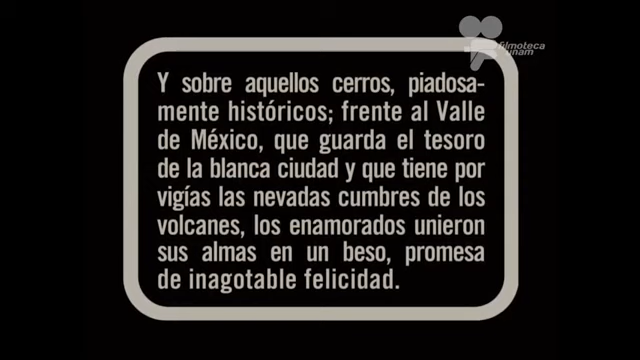 filmoteca
unam
Y sobre aquellos cerros, piadosa-
mente históricos; frente al Valle
de México, que guarda el tesoro
de la blanca ciudad y que tiene por
vigías las nevadas cumbres de los
volcanes, los enamorados unieron
sus almas en un beso, promesa
de inagotable felicidad.